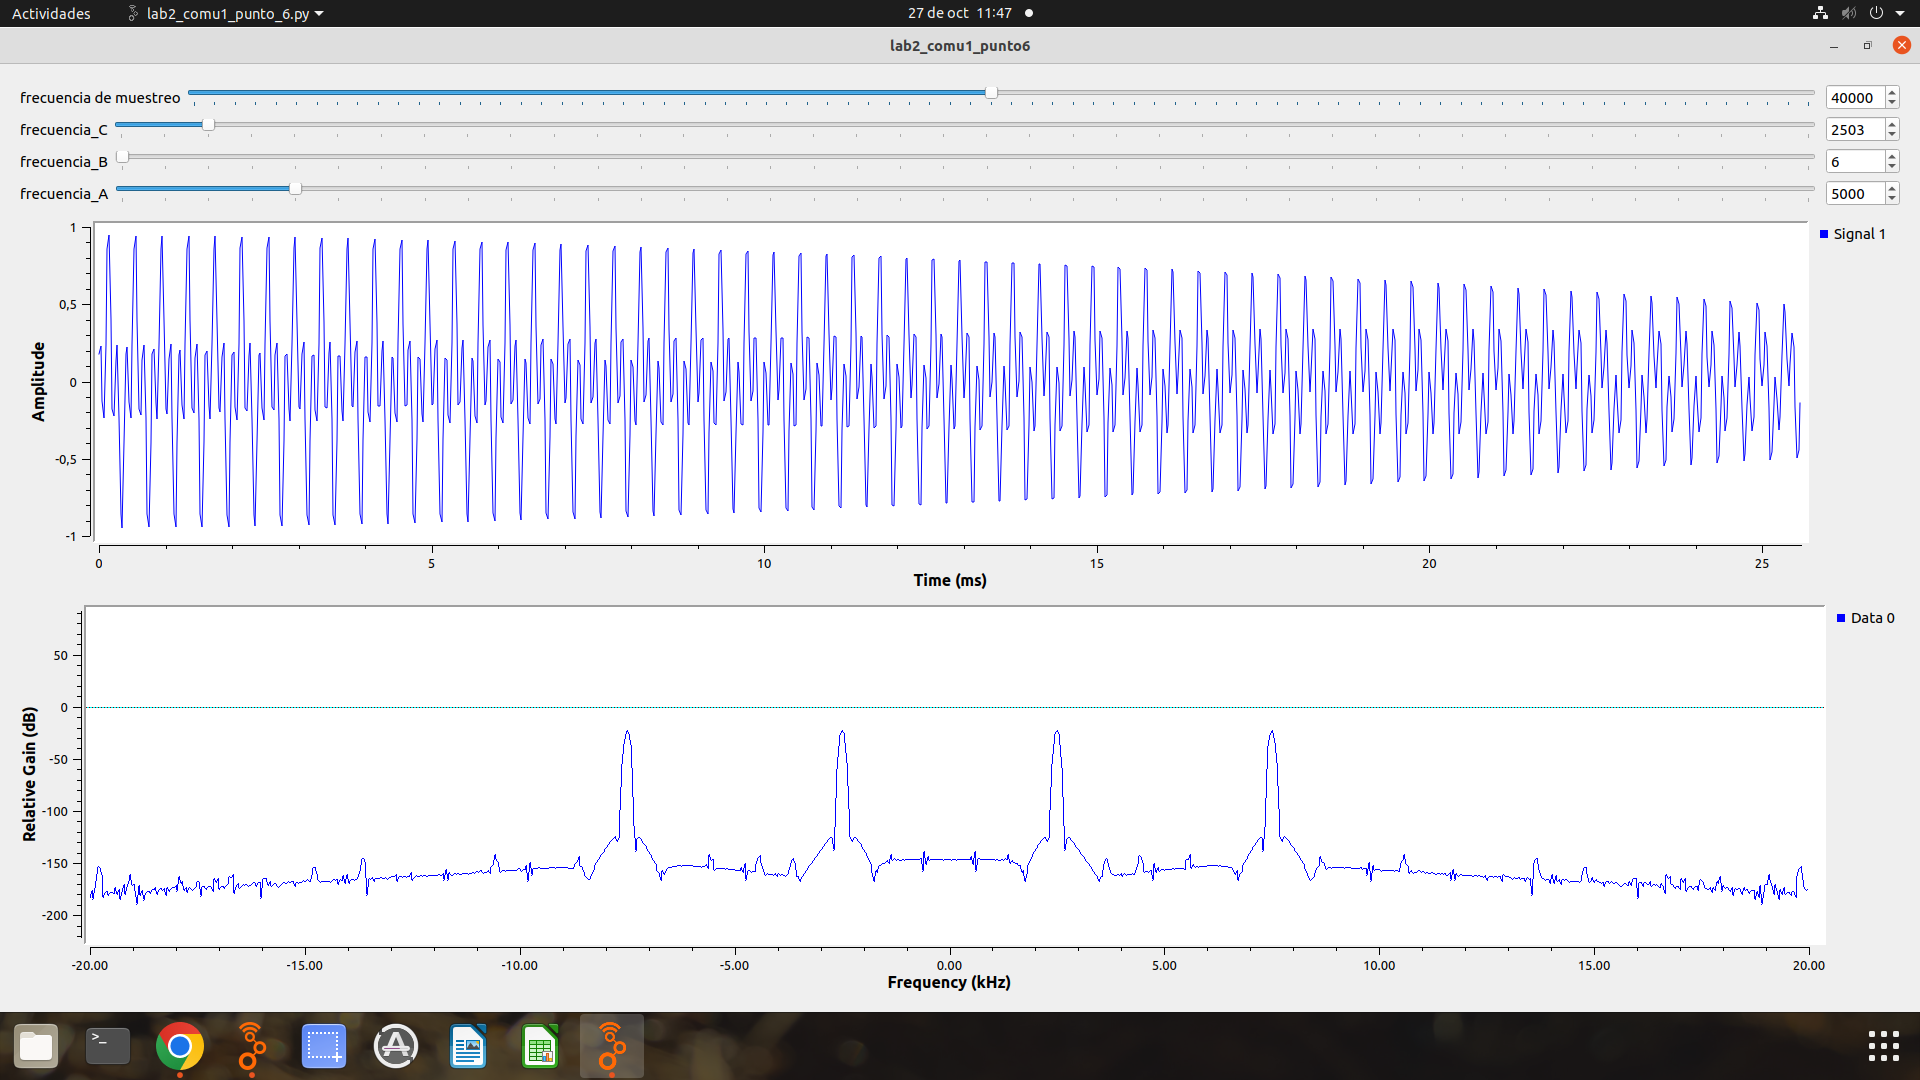 Actividades lab2_comu1_punto_6.py 27 de oct 11:47
lab2_comu1_punto6
frecuencia de muestreo 40000
frecuencia_C 2503
frecuencia_B 6
frecuencia_A 5000
Signal 1
1
0,5
0
-0,5
-1
Amplitude
0 5 10 15 20 25
Time (ms)
Data 0
50
0
-50
-100
-150
-200
Relative Gain (dB)
-20.00 -15.00 -10.00 -5.00 0.00 5.00 10.00 15.00 20.00
Frequency (kHz)
>_